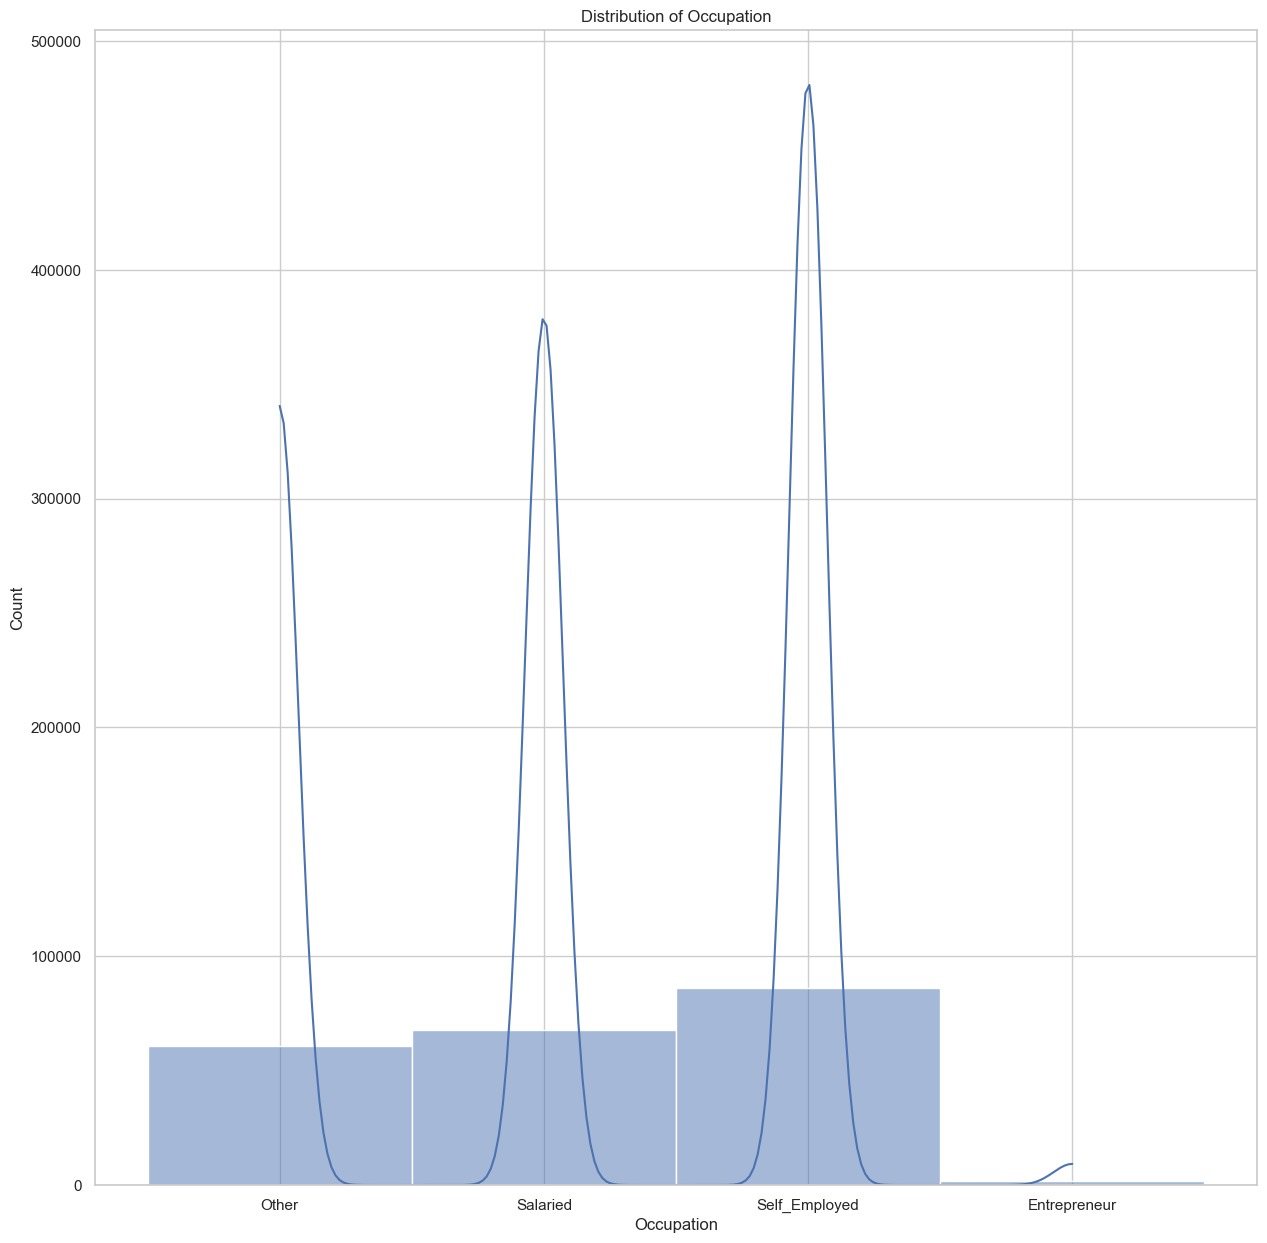 Distribution of Occupation
500000
400000
300000
200000
100000
0
Count
Other Salaried Self_Employed Entrepreneur
Occupation